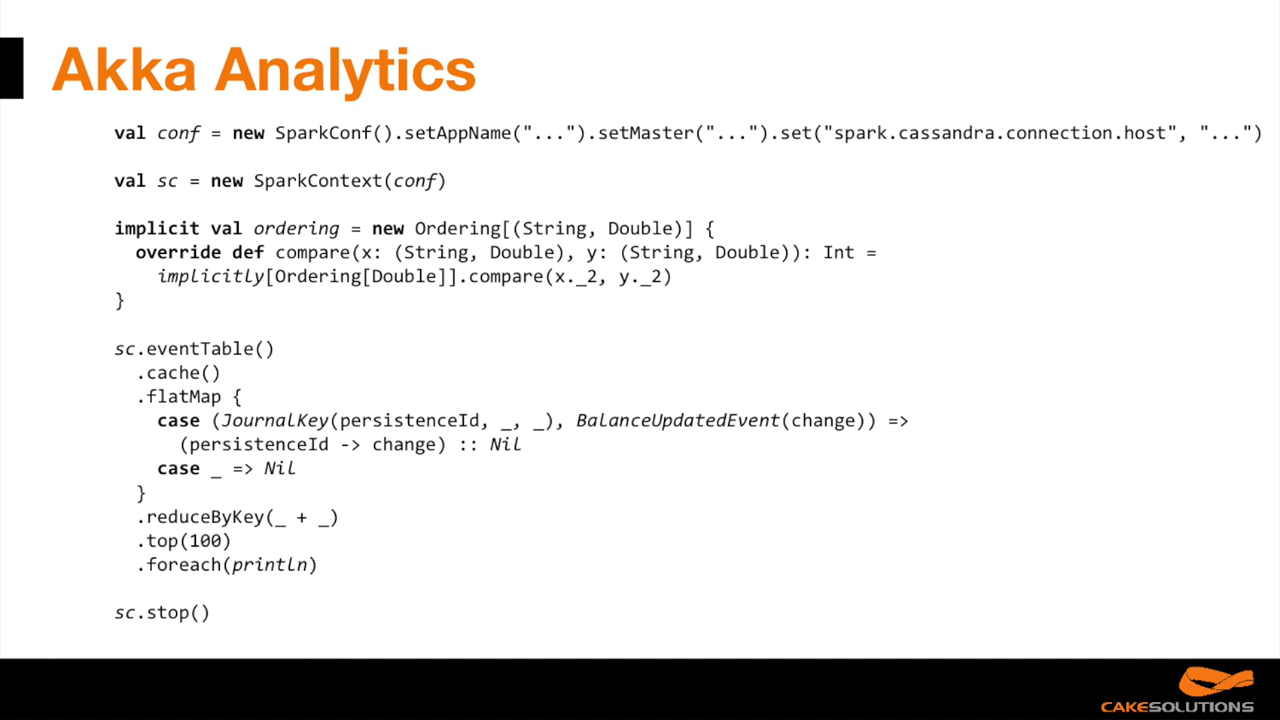 Akka Analytics
val conf = new SparkConf().setAppName("...").setMaster("...").set("spark.cassandra.connection.host", "...")
val sc = new SparkContext(conf)
implicit val ordering = new Ordering[(String, Double)] {
  override def compare(x: (String, Double), y: (String, Double)): Int =
    implicitly[Ordering[Double]].compare(x._2, y._2)
}
sc.eventTable()
  .cache()
  .flatMap {
    case (JournalKey(persistenceId, _, _), BalanceUpdatedEvent(change)) =>
      (persistenceId -> change) :: Nil
    case _ => Nil
  }
  .reduceByKey(_ + _)
  .top(100)
  .foreach(println)
sc.stop()
CAKESOLUTIONS